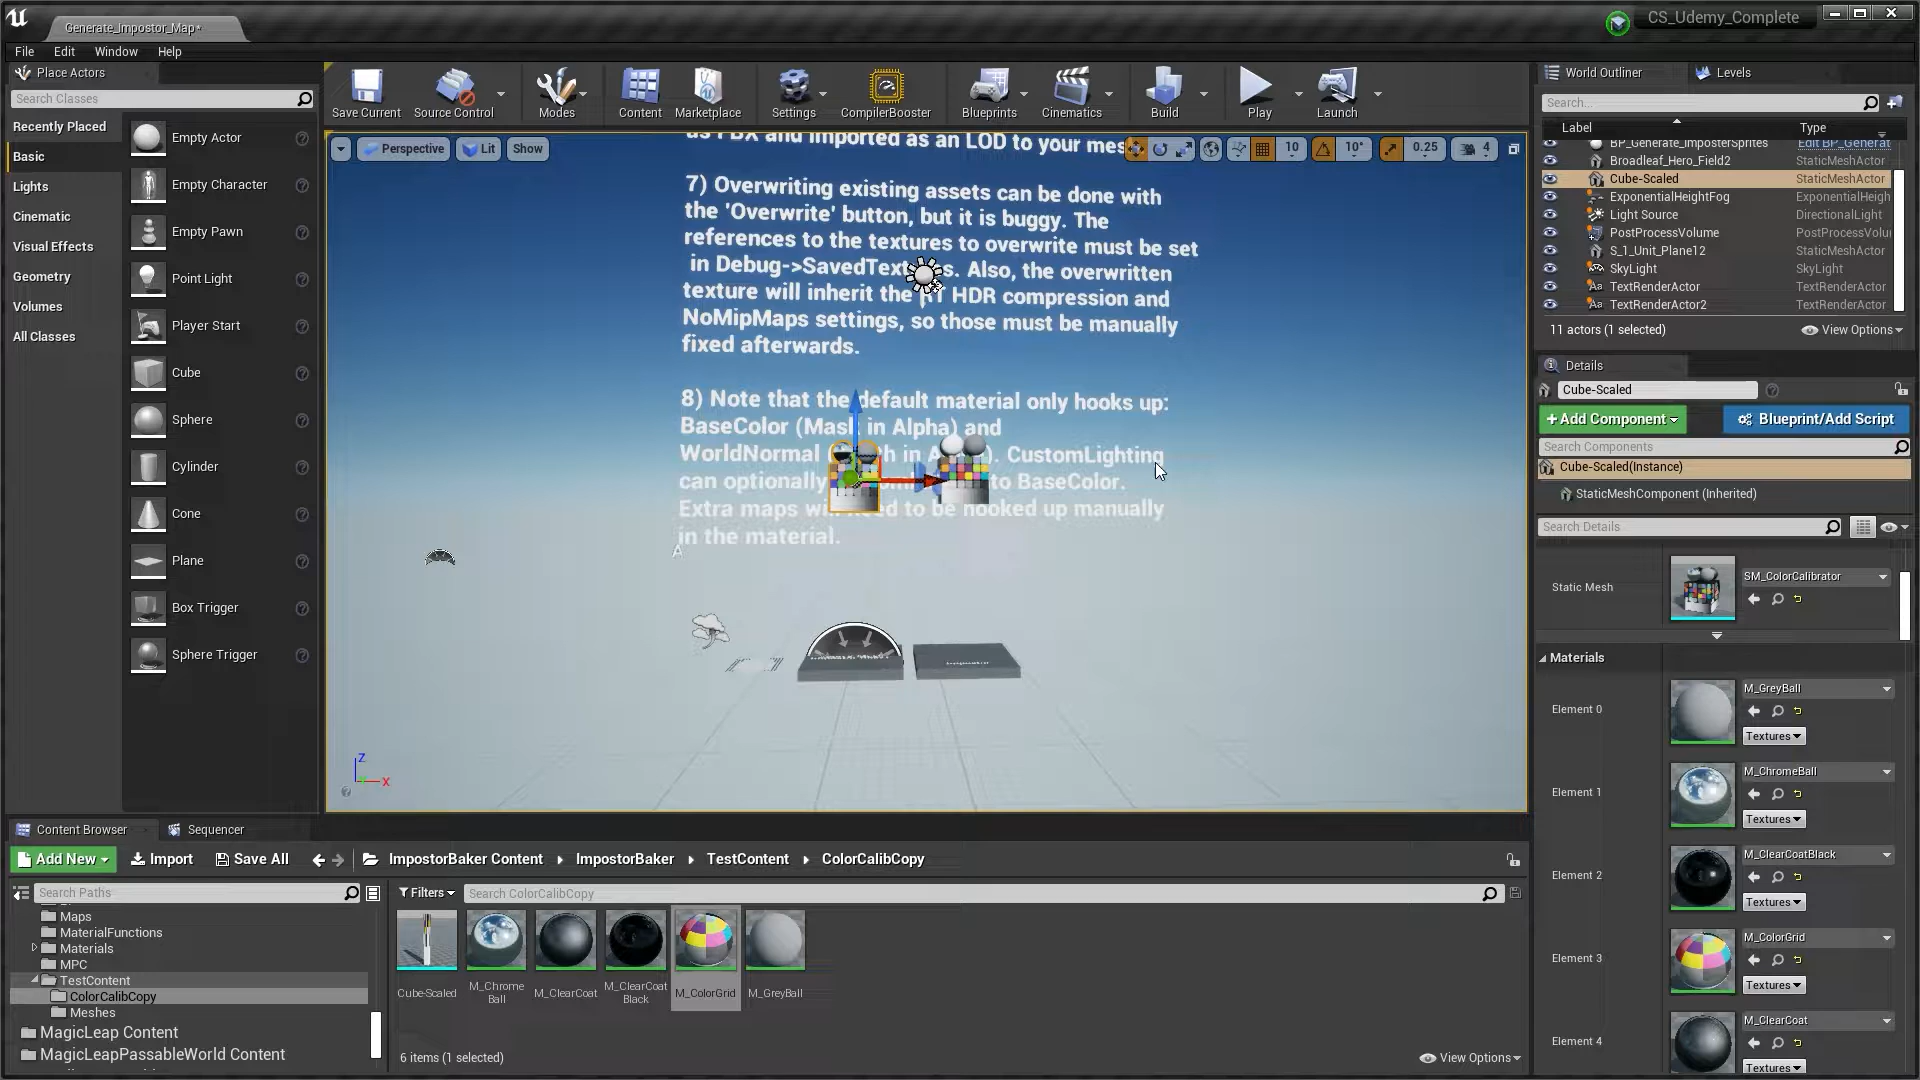 Generate_Impostor_Map*
CS_Udemy_Complete
File Edit Window Help
Place Actors
Search Classes
Recently Placed
Basic
Lights
Cinematic
Visual Effects
Geometry
Volumes
All Classes
Empty Actor
Empty Character
Empty Pawn
Point Light
Player Start
Cube
Sphere
Cylinder
Cone
Plane
Box Trigger
Sphere Trigger
Save Current
Source Control
Modes
Content
Marketplace
Settings
CompilerBooster
Blueprints
Cinematics
Build
Play
Launch
Perspective Lit Show
10 10° 0.25 4
as FBX and imported as an LOD to your
7) Overwriting existing assets can be done with
the 'Overwrite' button, but it is buggy. The
references to the textures to overwrite must be set
in Debug->
Also, the overwritten
texture will inherit the RT HDR compression and
NoMipMaps settings, so those must be manually
fixed afterwards.
8) Note that the default material only hooks up:
BaseColor (Mask in Alpha) and
WorldNormal
CustomLighting
can optionally
to BaseColor.
Extra maps will need to be hooked up manually
in the material.
Impostor
Z
X
World Outliner
Levels
Search...
Label Type
BP_Generate_ImposterSprites Edit BP_Generat
Broadleaf_Hero_Field2 StaticMeshActor
Cube-Scaled StaticMeshActor
ExponentialHeightFog ExponentialHeigh
Light Source DirectionalLight
PostProcessVolume PostProcessVolu
S_1_Unit_Plane12 StaticMeshActor
SkyLight SkyLight
TextRenderActor TextRenderActor
TextRenderActor2 TextRenderActor
11 actors (1 selected)
View Options
Details
Cube-Scaled
+Add Component
Blueprint/Add Script
Search Components
Cube-Scaled(Instance)
StaticMeshComponent (Inherited)
Search Details
Static Mesh
SM_ColorCalibrator
Materials
Element 0
M_GreyBall
Textures
Element 1
M_ChromeBall
Textures
Element 2
M_ClearCoatBlack
Textures
Element 3
M_ColorGrid
Textures
Element 4
M_ClearCoat
Textures
Content Browser
Sequencer
Add New
Import
Save All
ImpostorBaker Content
ImpostorBaker
TestContent
ColorCalibCopy
Search Paths
Filters
Search ColorCalibCopy
Maps
MaterialFunctions
Materials
MPC
TestContent
ColorCalibCopy
Meshes
MagicLeap Content
MagicLeapPassableWorld Content
Cube-Scaled
M_Chrome
Ball
M_ClearCoat
M_ClearCoat
Black
M_ColorGrid
M_GreyBall
6 items (1 selected)
View Options